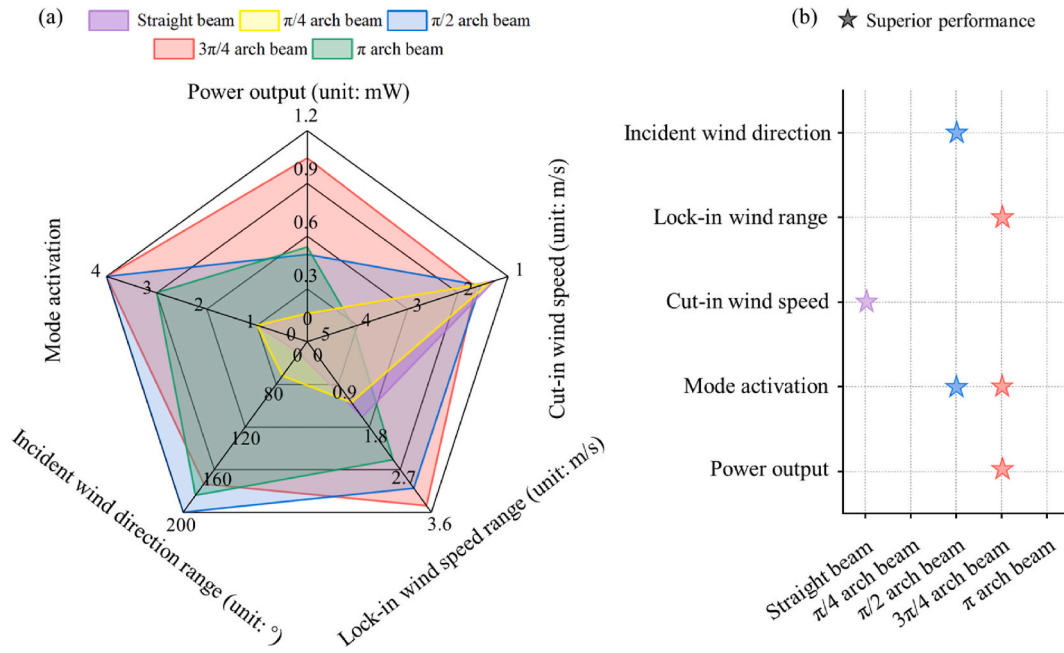 (a)
Straight beam
π/4 arch beam
π/2 arch beam
3π/4 arch beam
π arch beam
Power output (unit: mW)
1.2
0.9
0.6
0.3
0
Cut-in wind speed (unit: m/s)
1
2
3
4
5
Lock-in wind speed range (unit: m/s)
0
0.9
1.8
2.7
3.6
Incident wind direction range (unit: °)
0
80
120
160
200
Mode activation
4
3
2
1
0
(b)
Superior performance
Incident wind direction
Lock-in wind range
Cut-in wind speed
Mode activation
Power output
Straight beam
π/4 arch beam
π/2 arch beam
3π/4 arch beam
π arch beam